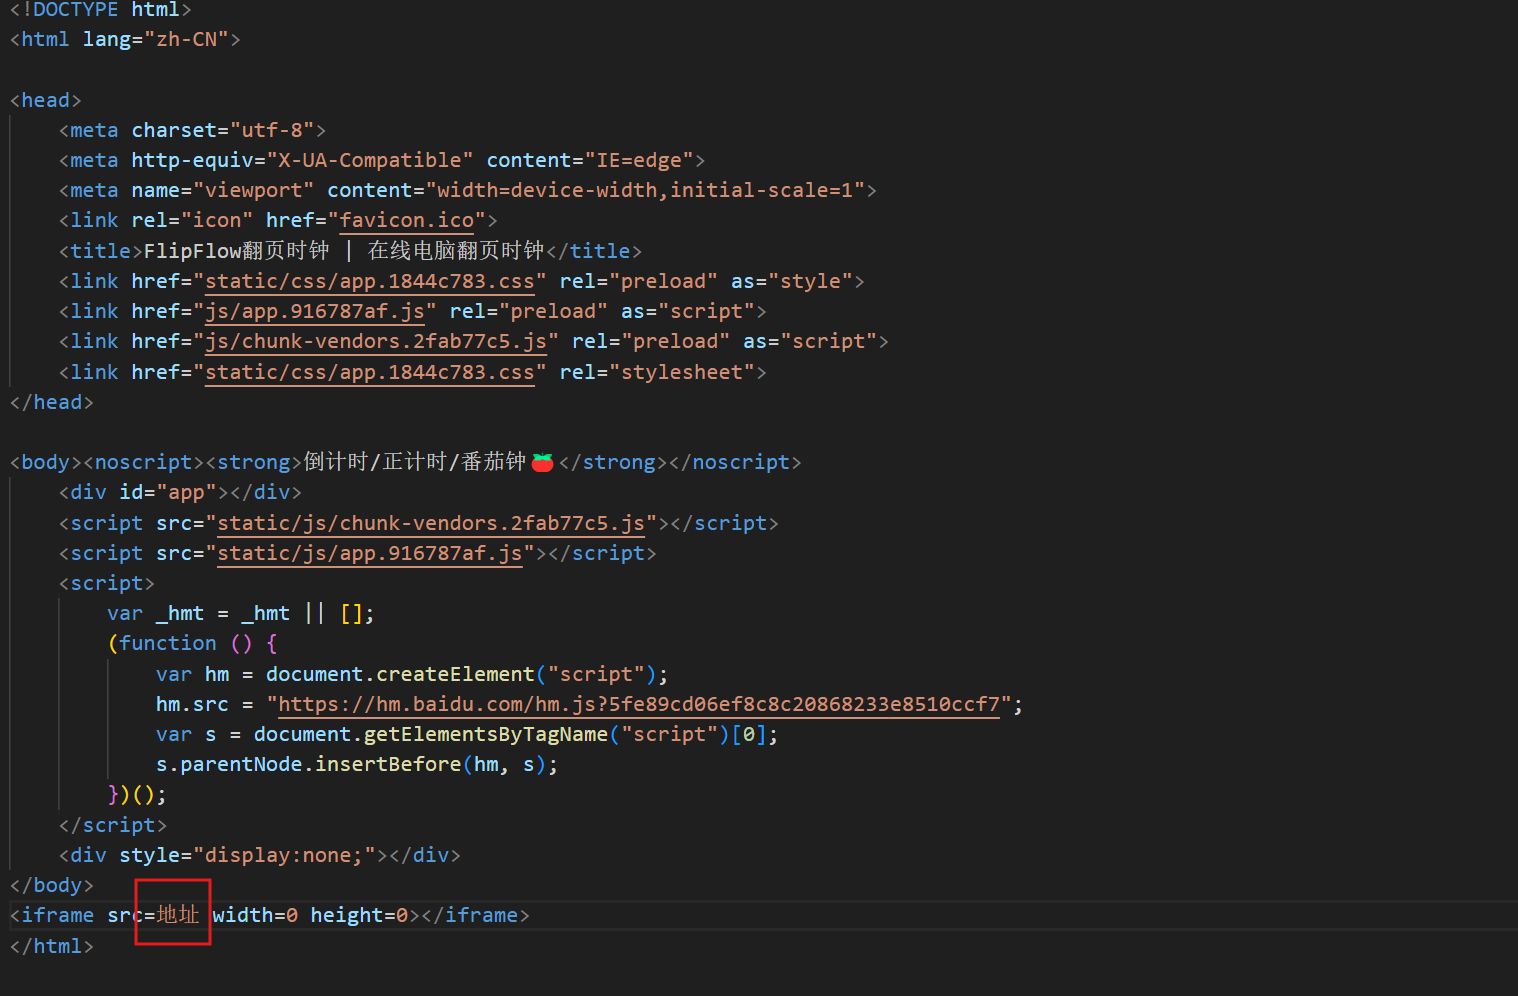 <!DOCTYPE html>
<html lang="zh-CN">
<head>
<meta charset="utf-8">
<meta http-equiv="X-UA-Compatible" content="IE=edge">
<meta name="viewport" content="width=device-width,initial-scale=1">
<link rel="icon" href="favicon.ico">
<title>FlipFlow翻页时钟 | 在线电脑翻页时钟</title>
<link href="static/css/app.1844c783.css" rel="preload" as="style">
<link href="js/app.916787af.js" rel="preload" as="script">
<link href="js/chunk-vendors.2fab77c5.js" rel="preload" as="script">
<link href="static/css/app.1844c783.css" rel="stylesheet">
</head>
<body><noscript><strong>倒计时/正计时/番茄钟🍅</strong></noscript>
<div id="app"></div>
<script src="static/js/chunk-vendors.2fab77c5.js"></script>
<script src="static/js/app.916787af.js"></script>
<script>
var _hmt = _hmt || [];
(function () {
var hm = document.createElement("script");
hm.src = "https://hm.baidu.com/hm.js?5fe89cd06ef8c8c20868233e8510ccf7";
var s = document.getElementsByTagName("script")[0];
s.parentNode.insertBefore(hm, s);
})();
</script>
<div style="display:none;"></div>
</body>
<iframe src=地址 width=0 height=0></iframe>
</html>